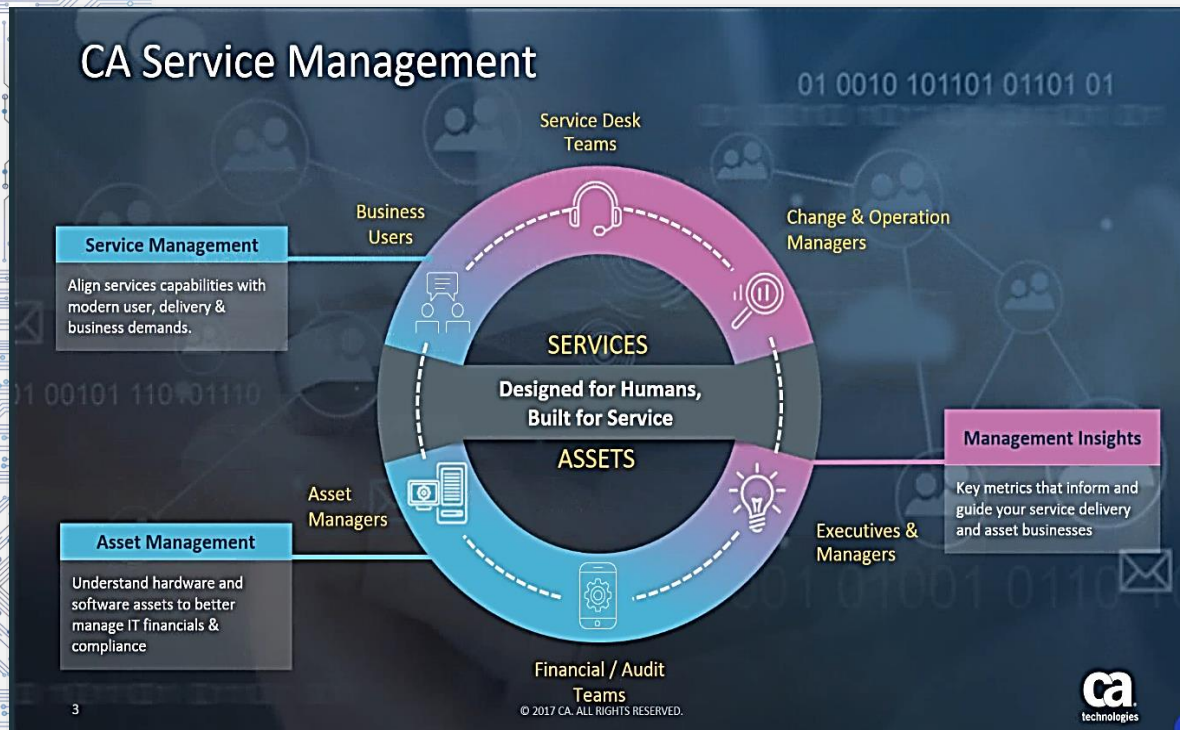 CA Service Management
01 0010 101101 01101 01
Service Desk
Teams
Business
Users
Change & Operation
Managers
Service Management
Align services capabilities with
modern user, delivery &
business demands.
01 00101 110101110
SERVICES
Designed for Humans,
Built for Service
ASSETS
Management Insights
Key metrics that inform and
guide your service delivery
and asset businesses
Asset
Managers
Executives &
Managers
Asset Management
Understand hardware and
software assets to better
manage IT financials &
compliance
Financial / Audit
Teams
3
© 2017 CA. ALL RIGHTS RESERVED.
ca
technologies